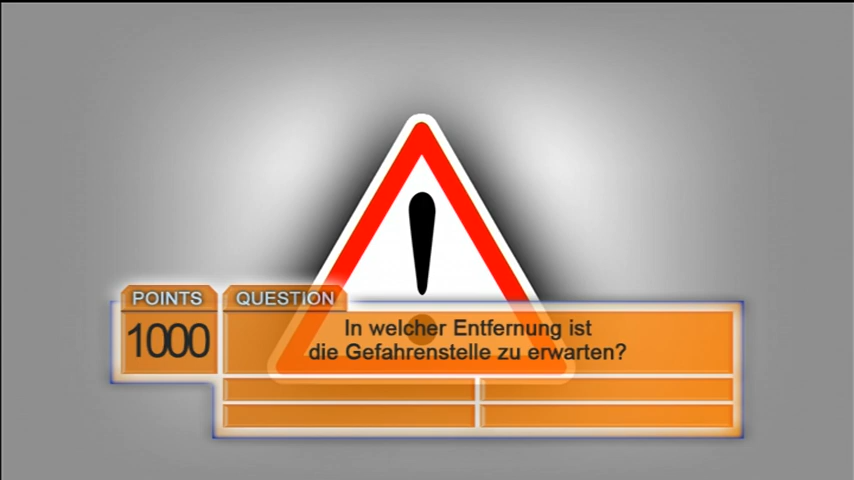 POINTS
QUESTION
1000
In welcher Entfernung ist
die Gefahrenstelle zu erwarten?